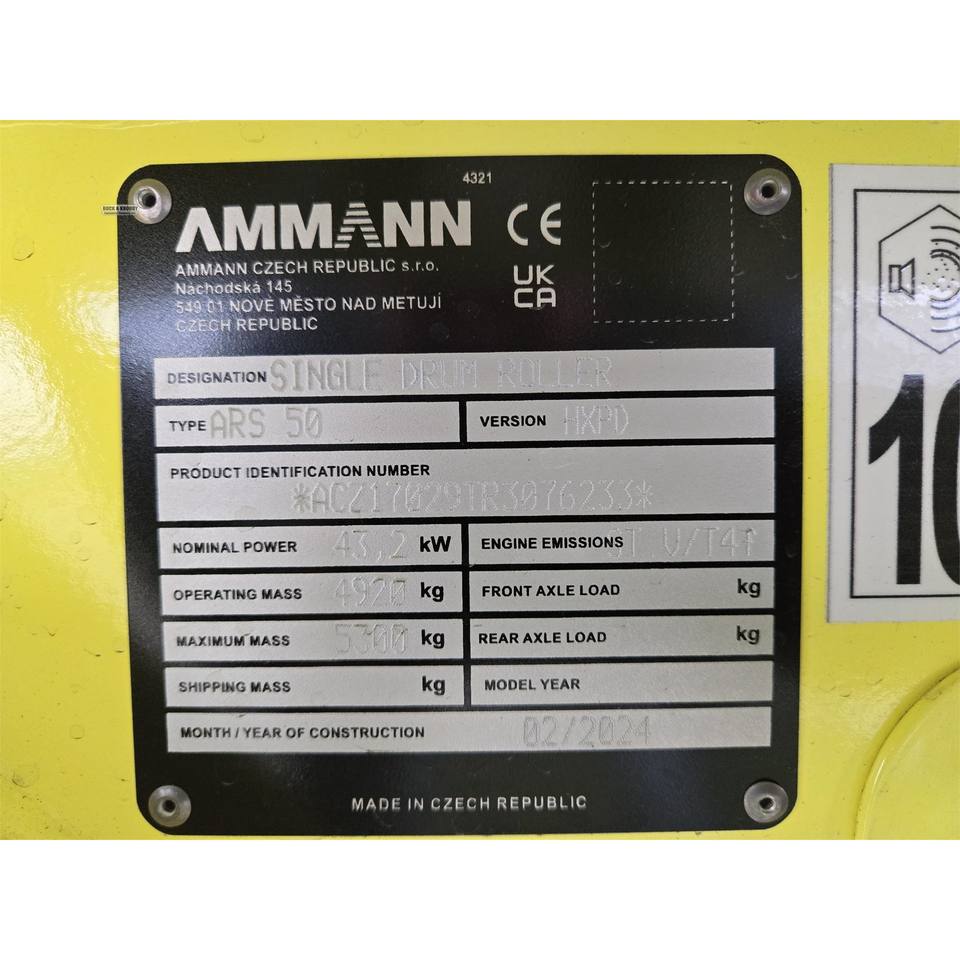 4321
AMMANN CE
AMMANN CZECH REPUBLIC s.r.o.
Náchodská 145
549 01 NOVÉ MĚSTO NAD METUJÍ
CZECH REPUBLIC
UK
CA
DESIGNATION SINGLE DRUM ROLLER
TYPE ARS 50 VERSION HXPD
PRODUCT IDENTIFICATION NUMBER
*ACZ17029TR3076233*
NOMINAL POWER 43,2 kW ENGINE EMISSIONS ST V/T4f
OPERATING MASS 4920 kg FRONT AXLE LOAD kg
MAXIMUM MASS 5300 kg REAR AXLE LOAD kg
SHIPPING MASS kg MODEL YEAR
MONTH / YEAR OF CONSTRUCTION 02/2024
MADE IN CZECH REPUBLIC